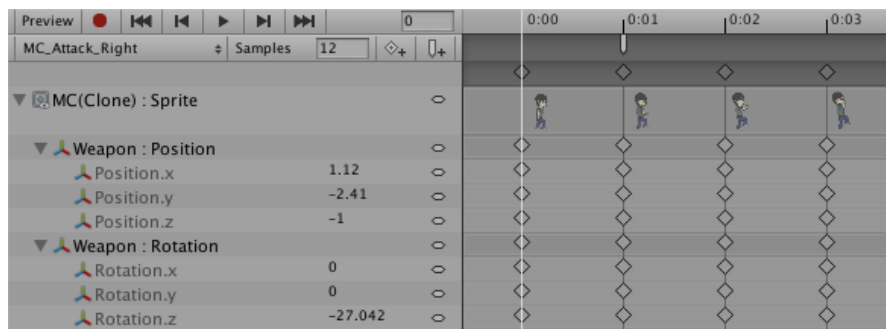 Preview 0 0:00 0:01 0:02 0:03
MC_Attack_Right Samples 12
MC(Clone) : Sprite
Weapon : Position
Position.x 1.12
Position.y -2.41
Position.z -1
Weapon : Rotation
Rotation.x 0
Rotation.y 0
Rotation.z -27.042